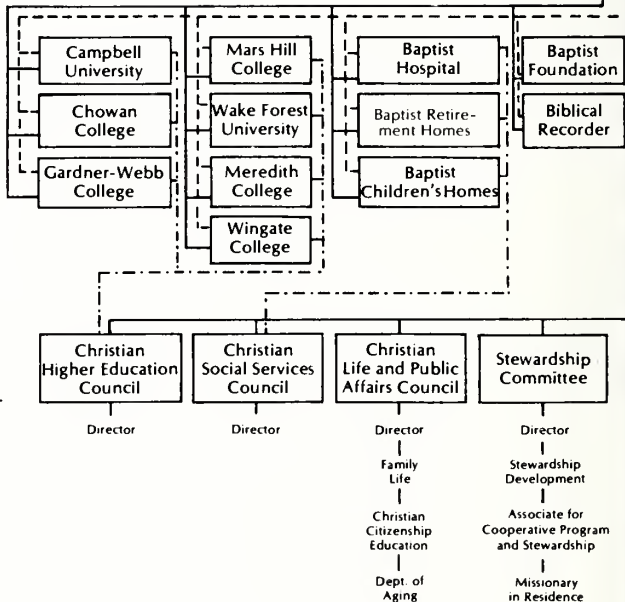 Campbell
University
Chowan
College
Gardner-Webb
College
Mars Hill
College
Wake Forest
University
Meredith
College
Wingate
College
Baptist
Hospital
Baptist Retire-
ment Homes
Baptist
Children's Homes
Baptist
Foundation
Biblical
Recorder
Christian
Higher Education
Council
Director
Christian
Social Services
Council
Director
Christian
Life and Public
Affairs Council
Director
Family
Life
Christian
Citizenship
Education
Dept. of
Aging
Stewardship
Committee
Director
Stewardship
Development
Associate for
Cooperative Program
and Stewardship
Missionary
in Residence